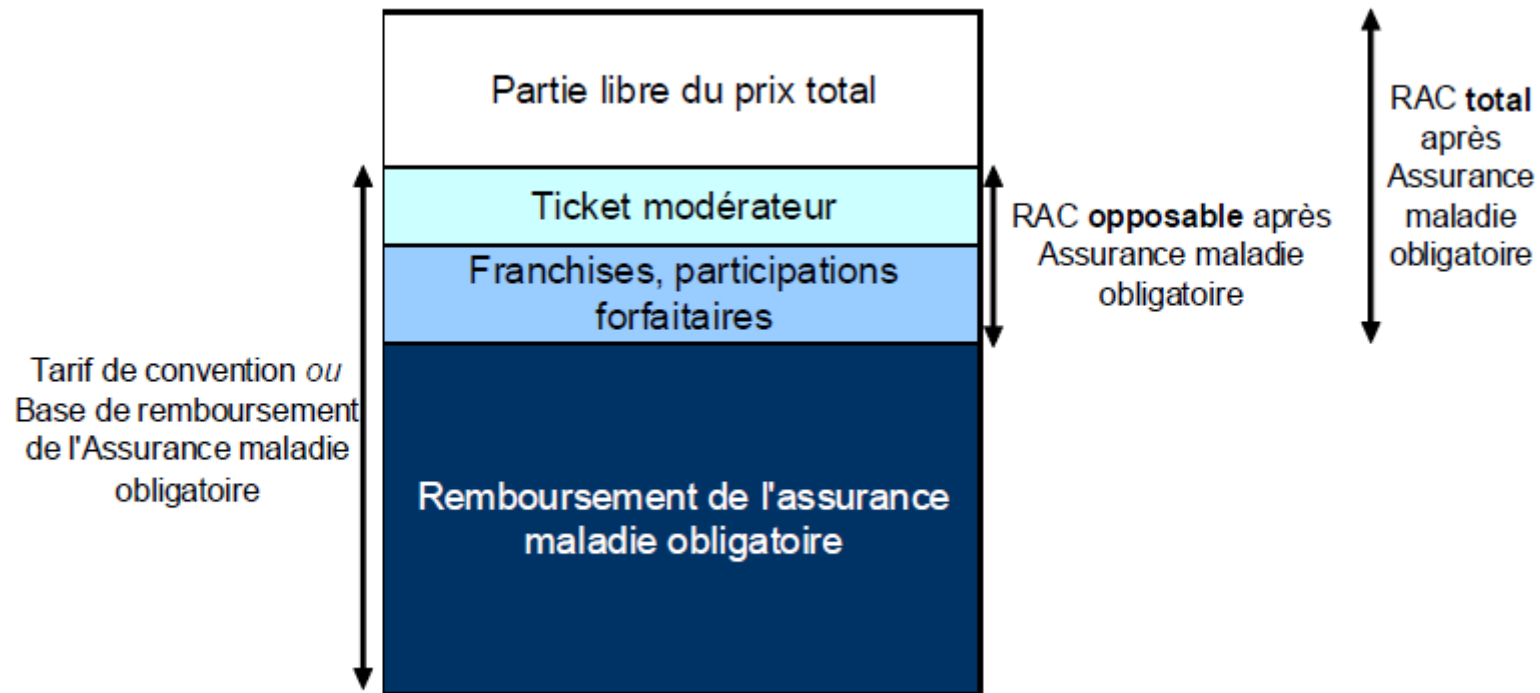 Partie libre du prix total
Ticket modérateur
Franchises, participations
forfaitaires
Remboursement de l'assurance
maladie obligatoire
Tarif de convention ou
Base de remboursement
de l'Assurance maladie
obligatoire
RAC opposable après
Assurance maladie
obligatoire
RAC total
après
Assurance
maladie
obligatoire